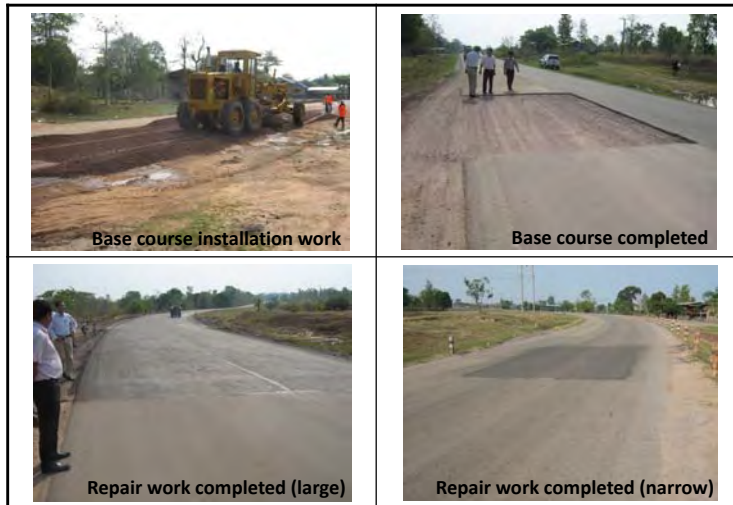 Base course installation work
Base course completed
Repair work completed (large)
Repair work completed (narrow)